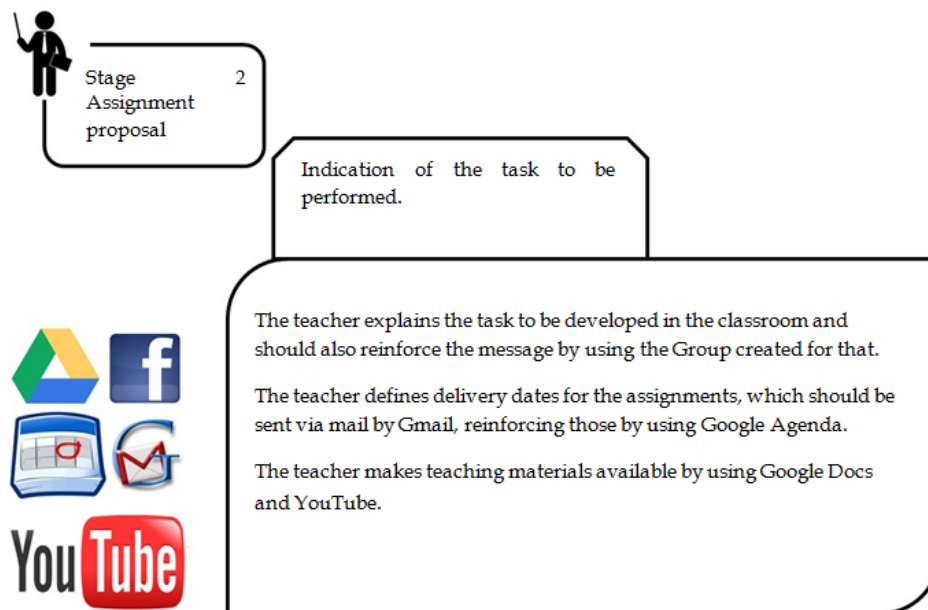 Stage 2
Assignment
proposal
Indication of the task to be
performed.
The teacher explains the task to be developed in the classroom and
should also reinforce the message by using the Group created for that.
The teacher defines delivery dates for the assignments, which should be
sent via mail by Gmail, reinforcing those by using Google Agenda.
The teacher makes teaching materials available by using Google Docs
and YouTube.
f
YouTube